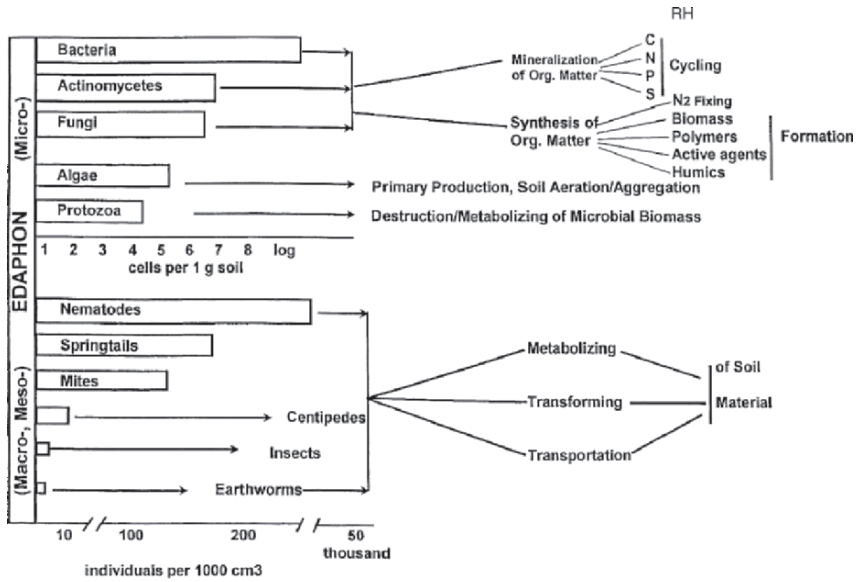 RH
Bacteria
Actinomycetes
Fungi
Algae
Protozoa
Mineralization
of Org. Matter
C
N
P
S
Cycling
Synthesis of
Org. Matter
N2 Fixing
Biomass
Polymers
Active agents
Humics
Formation
Primary Production, Soil Aeration/Aggregation
Destruction/Metabolizing of Microbial Biomass
1 2 3 4 5 6 7 8 log
cells per 1 g soil
EDAPHON
(Micro-)
(Macro-, Meso-)
Nematodes
Springtails
Mites
Centipedes
Insects
Earthworms
Metabolizing
Transforming
Transportation
of Soil
Material
10 100 200 50
thousand
individuals per 1000 cm3